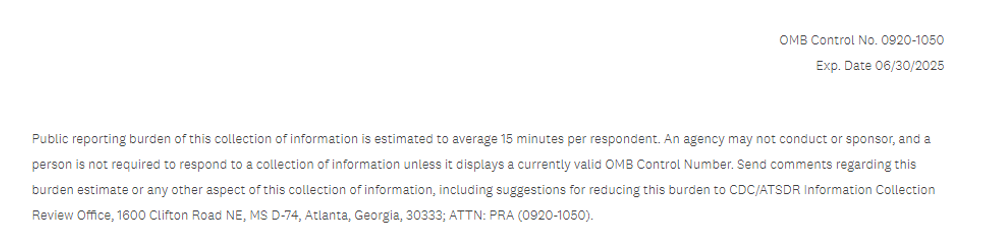 OMB Control No. 0920-1050
Exp. Date 06/30/2025
Public reporting burden of this collection of information is estimated to average 15 minutes per respondent. An agency may not conduct or sponsor, and a
person is not required to respond to a collection of information unless it displays a currently valid OMB Control Number. Send comments regarding this
burden estimate or any other aspect of this collection of information, including suggestions for reducing this burden to CDC/ATSDR Information Collection
Review Office, 1600 Clifton Road NE, MS D-74, Atlanta, Georgia, 30333; ATTN: PRA (0920-1050).